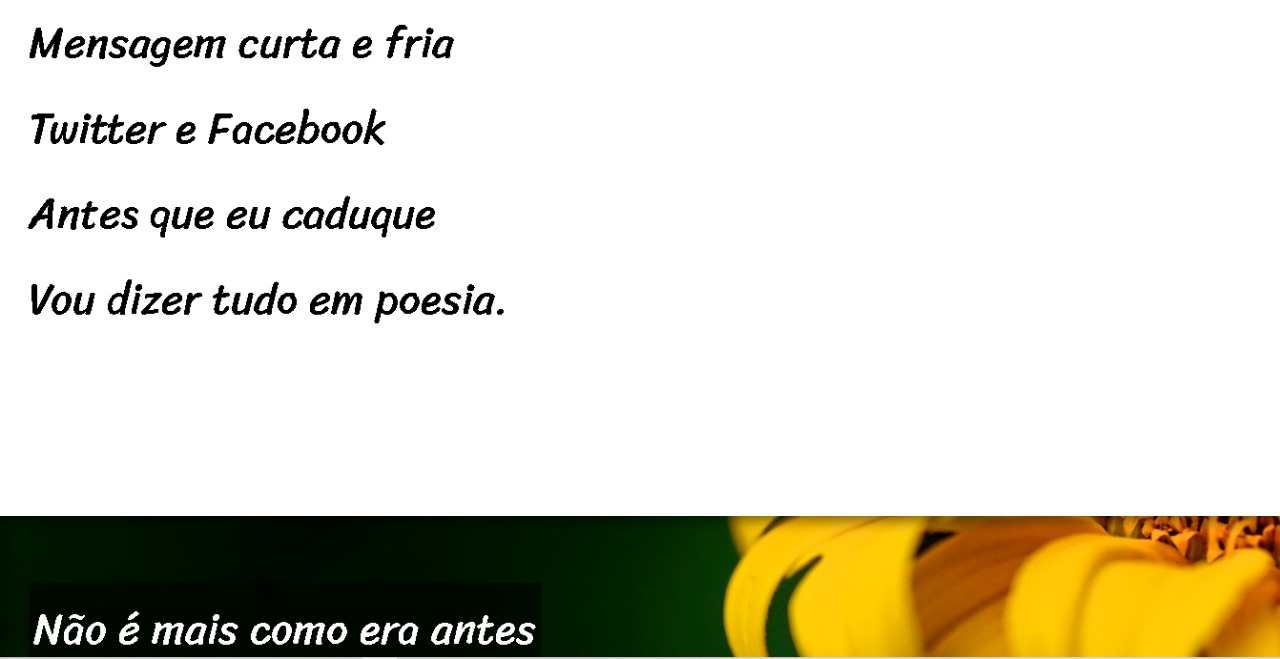 Mensagem curta e fria
Twitter e Facebook
Antes que eu caduque
Vou dizer tudo em poesia.
Não é mais como era antes